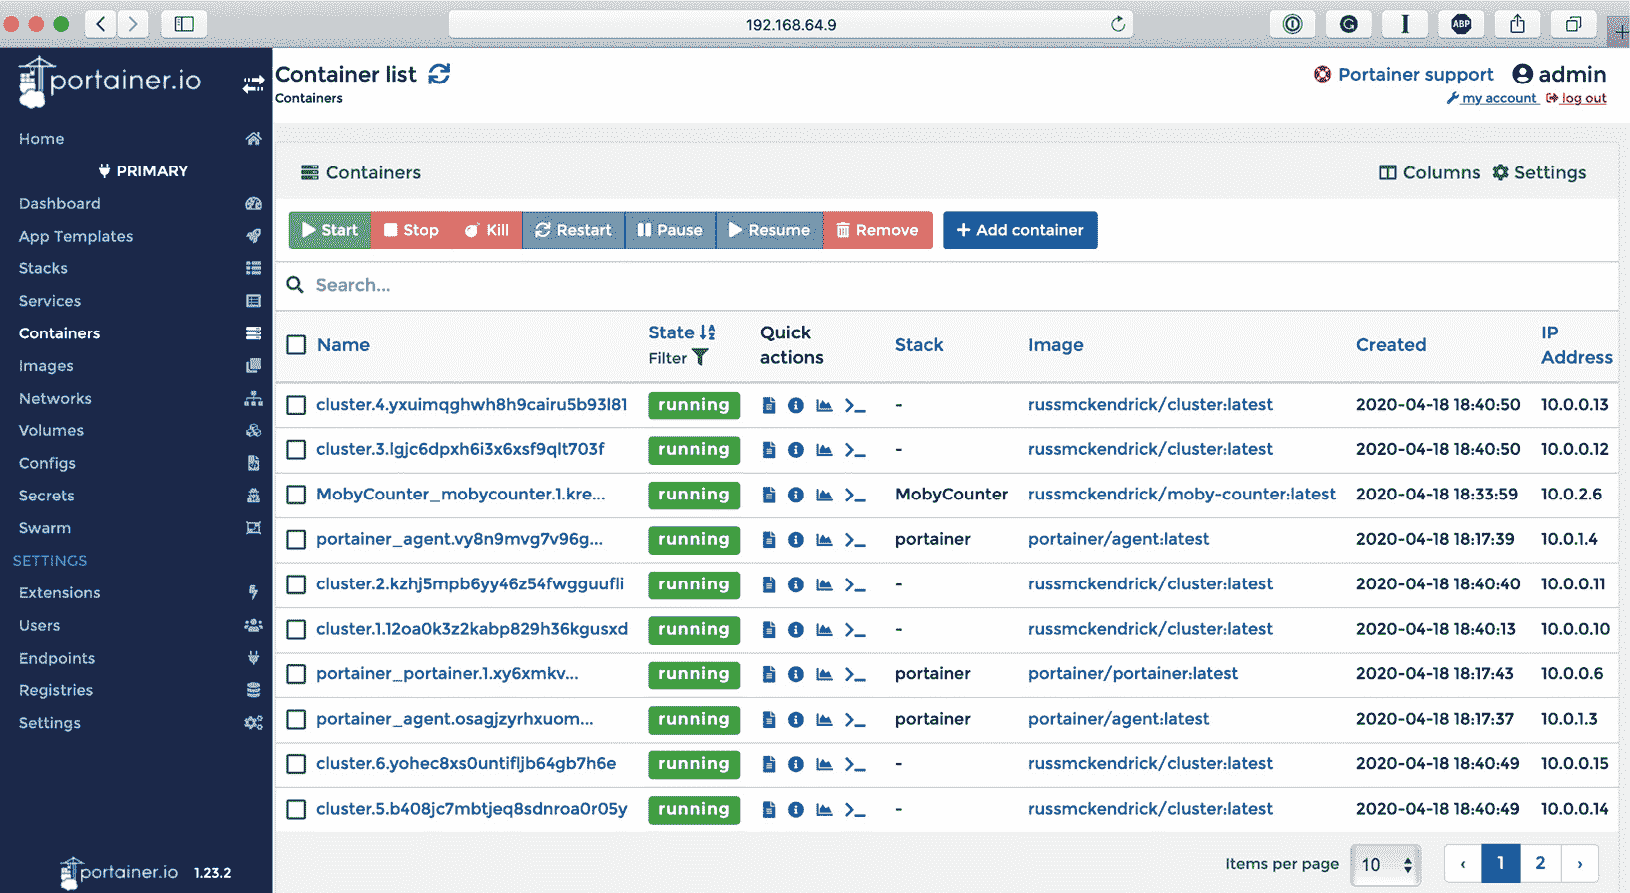 192.168.64.9
ABP
portainer.io
Container list
Containers
Portainer support
admin
my account
log out
Home
PRIMARY
Dashboard
App Templates
Stacks
Services
Containers
Images
Networks
Volumes
Configs
Secrets
Swarm
SETTINGS
Extensions
Users
Endpoints
Registries
Settings
portainer.io 1.23.2
Containers
Columns Settings
Start Stop Kill Restart Pause Resume Remove + Add container
Search...
Name State Filter Quick actions Stack Image Created IP Address
cluster.4.yxuimqghwh8h9cairu5b93l81 running >_ - russmckendrick/cluster:latest 2020-04-18 18:40:50 10.0.0.13
cluster.3.lgjc6dpxh6i3x6xsf9qlt703f running >_ - russmckendrick/cluster:latest 2020-04-18 18:40:50 10.0.0.12
MobyCounter_mobycounter.1.kre... running >_ MobyCounter russmckendrick/moby-counter:latest 2020-04-18 18:33:59 10.0.2.6
portainer_agent.vy8n9mvg7v96g... running >_ portainer portainer/agent:latest 2020-04-18 18:17:39 10.0.1.4
cluster.2.kzhj5mpb6yy46z54fwgguufli running >_ - russmckendrick/cluster:latest 2020-04-18 18:40:40 10.0.0.11
cluster.1.12oa0k3z2kabp829h36kgusxd running >_ - russmckendrick/cluster:latest 2020-04-18 18:40:13 10.0.0.10
portainer_portainer.1.xy6xmkv... running >_ portainer portainer/portainer:latest 2020-04-18 18:17:43 10.0.0.6
portainer_agent.osagjzyrhxuom... running >_ portainer portainer/agent:latest 2020-04-18 18:17:37 10.0.1.3
cluster.6.yohec8xs0untifljb64gb7h6e running >_ - russmckendrick/cluster:latest 2020-04-18 18:40:49 10.0.0.15
cluster.5.b408jc7mbtjeq8sdnroa0r05y running >_ - russmckendrick/cluster:latest 2020-04-18 18:40:49 10.0.0.14
Items per page 10 ‹ 1 2 ›